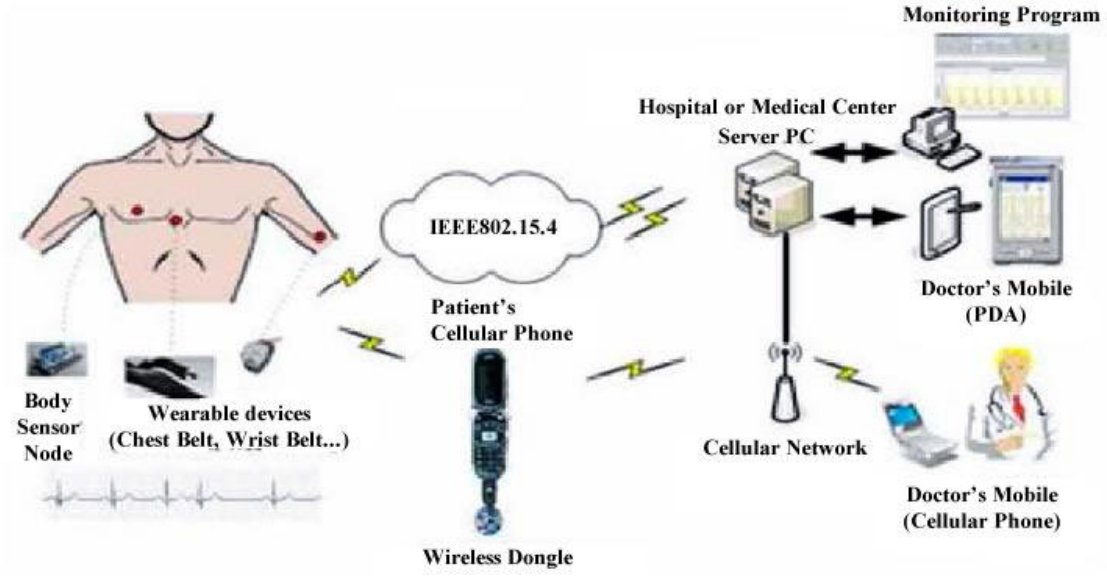 Monitoring Program
Hospital or Medical Center
Server PC
IEEE802.15.4
Patient's
Cellular Phone
Doctor's Mobile
(PDA)
Body
Sensor
Node
Wearable devices
(Chest Belt, Wrist Belt...)
Cellular Network
Doctor's Mobile
(Cellular Phone)
Wireless Dongle